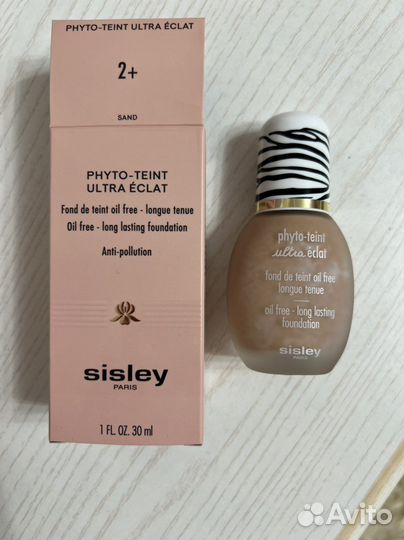 PHYTO-TEINT ULTRA ÉCLAT
2+
SAND
PHYTO-TEINT
ULTRA ÉCLAT
Fond de teint oil free - longue tenue
Oil free - long lasting foundation
Anti-pollution
sisley
PARIS
1 FL. OZ. 30 ml
phyto-teint
ultra éclat
fond de teint oil free
longue tenue
oil free - long lasting
foundation
sisley
PARIS
Avito